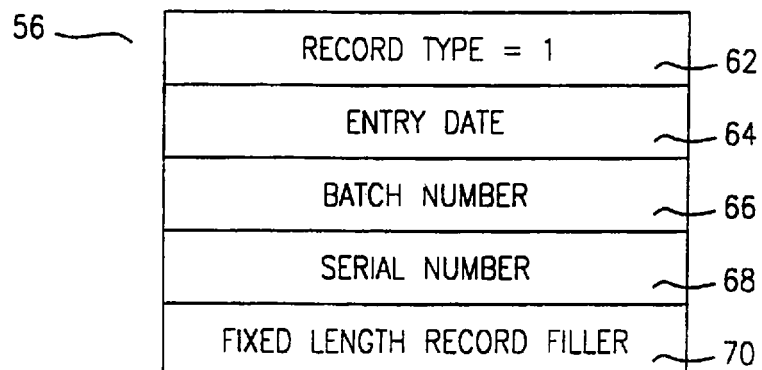 56
RECORD TYPE = 1
62
ENTRY DATE
64
BATCH NUMBER
66
SERIAL NUMBER
68
FIXED LENGTH RECORD FILLER
70